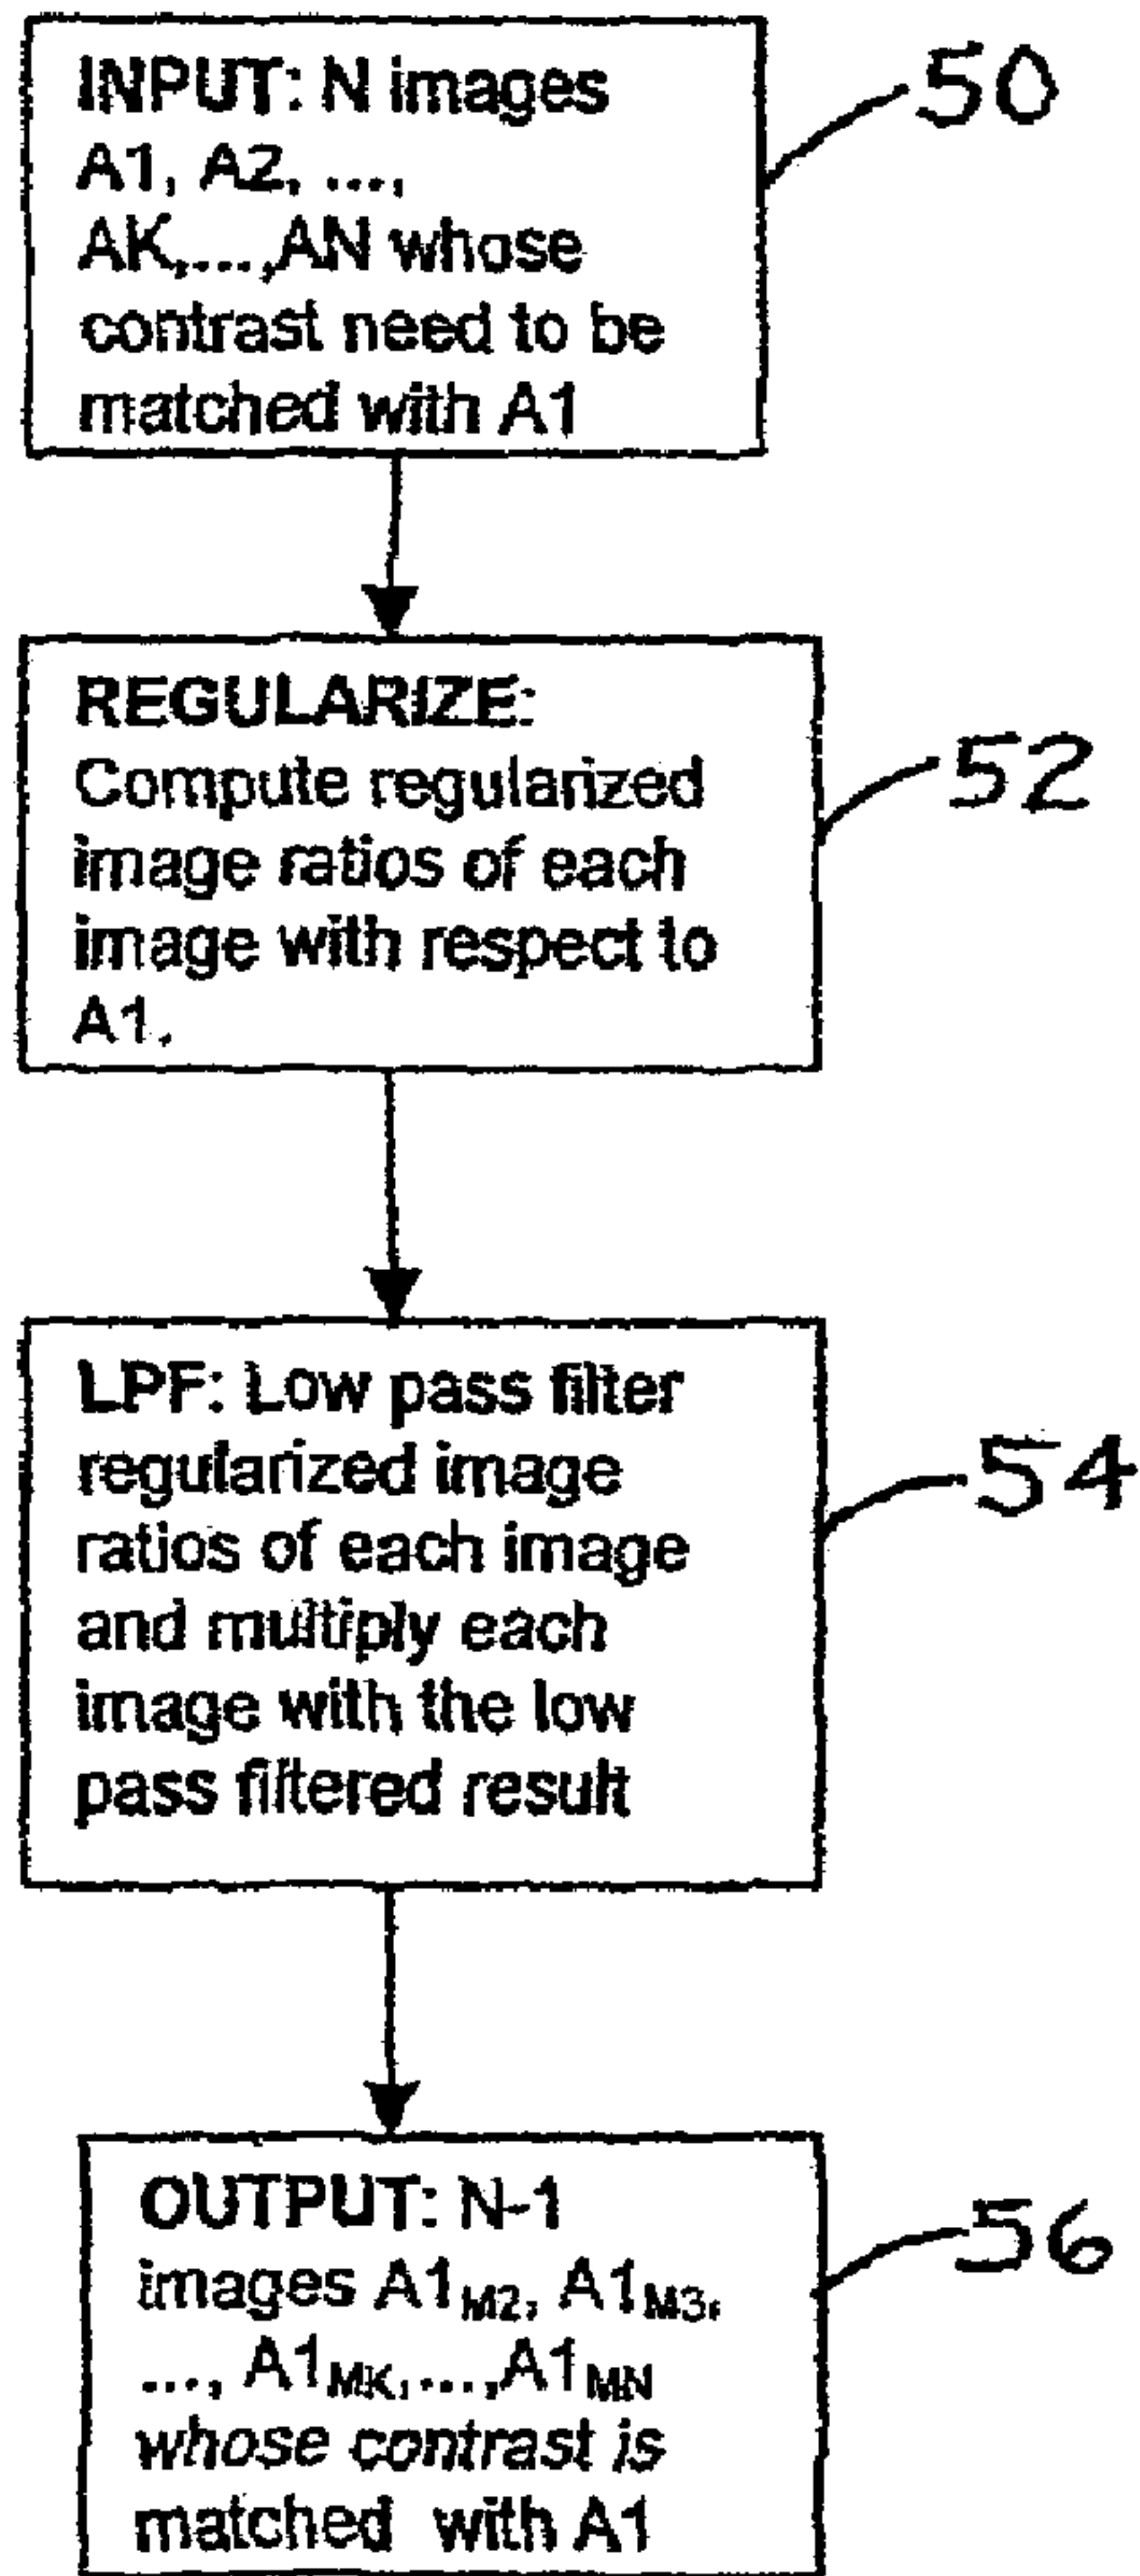 INPUT: N images
A1, A2, ...,
AK,...,AN whose
contrast need to be
matched with A1
50
REGULARIZE:
Compute regularized
image ratios of each
image with respect to
A1.
52
LPF: Low pass filter
regularized image
ratios of each image
and multiply each
image with the low
pass filtered result
54
OUTPUT: N-1
images A1M2, A1M3,
..., A1MK,...,A1MN
whose contrast is
matched with A1
56